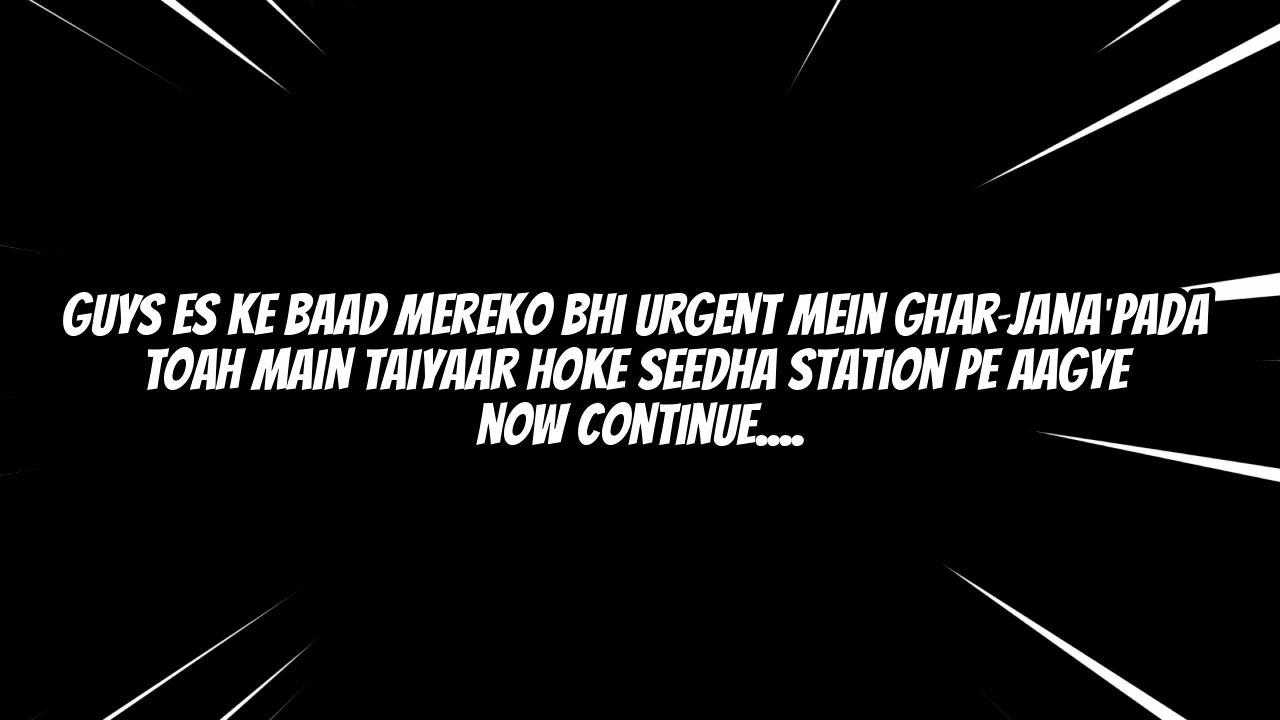 GUYS ES KE BAAD MEREKO BHI URGENT MEIN GHAR-JANA'PADA
TOAH MAIN TAIYAAR HOKE SEEDHA STATION PE AAGYE
NOW CONTINUE....